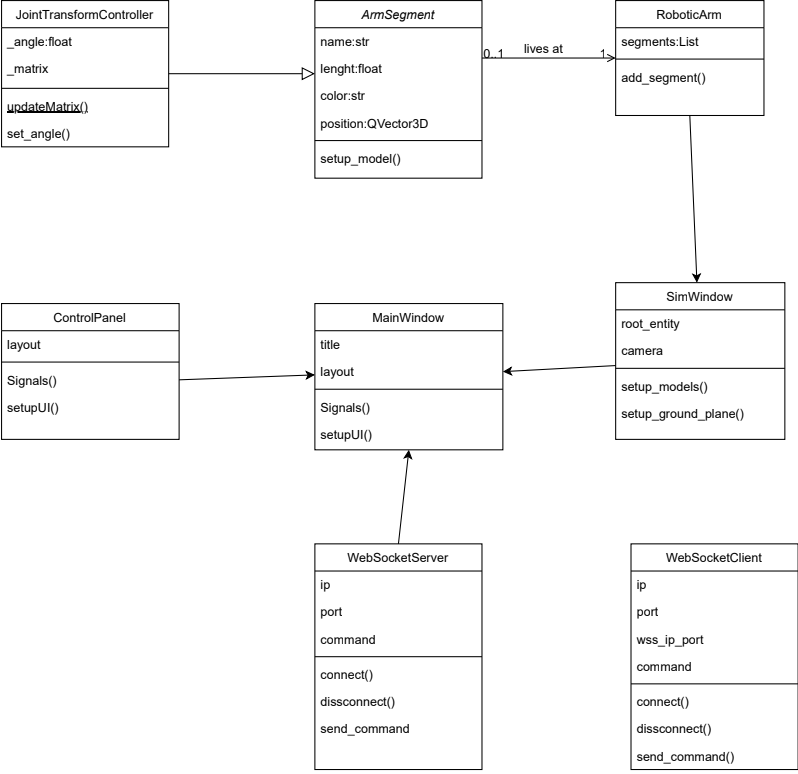 JointTransformController
_angle:float
_matrix
updateMatrix()
set_angle()
ArmSegment
name:str
lenght:float
color:str
position:QVector3D
setup_model()
0..1
lives at
1
RoboticArm
segments:List
add_segment()
ControlPanel
layout
Signals()
setupUI()
MainWindow
title
layout
Signals()
setupUI()
SimWindow
root_entity
camera
setup_models()
setup_ground_plane()
WebSocketServer
ip
port
command
connect()
dissconnect()
send_command
WebSocketClient
ip
port
wss_ip_port
command
connect()
dissconnect()
send_command()